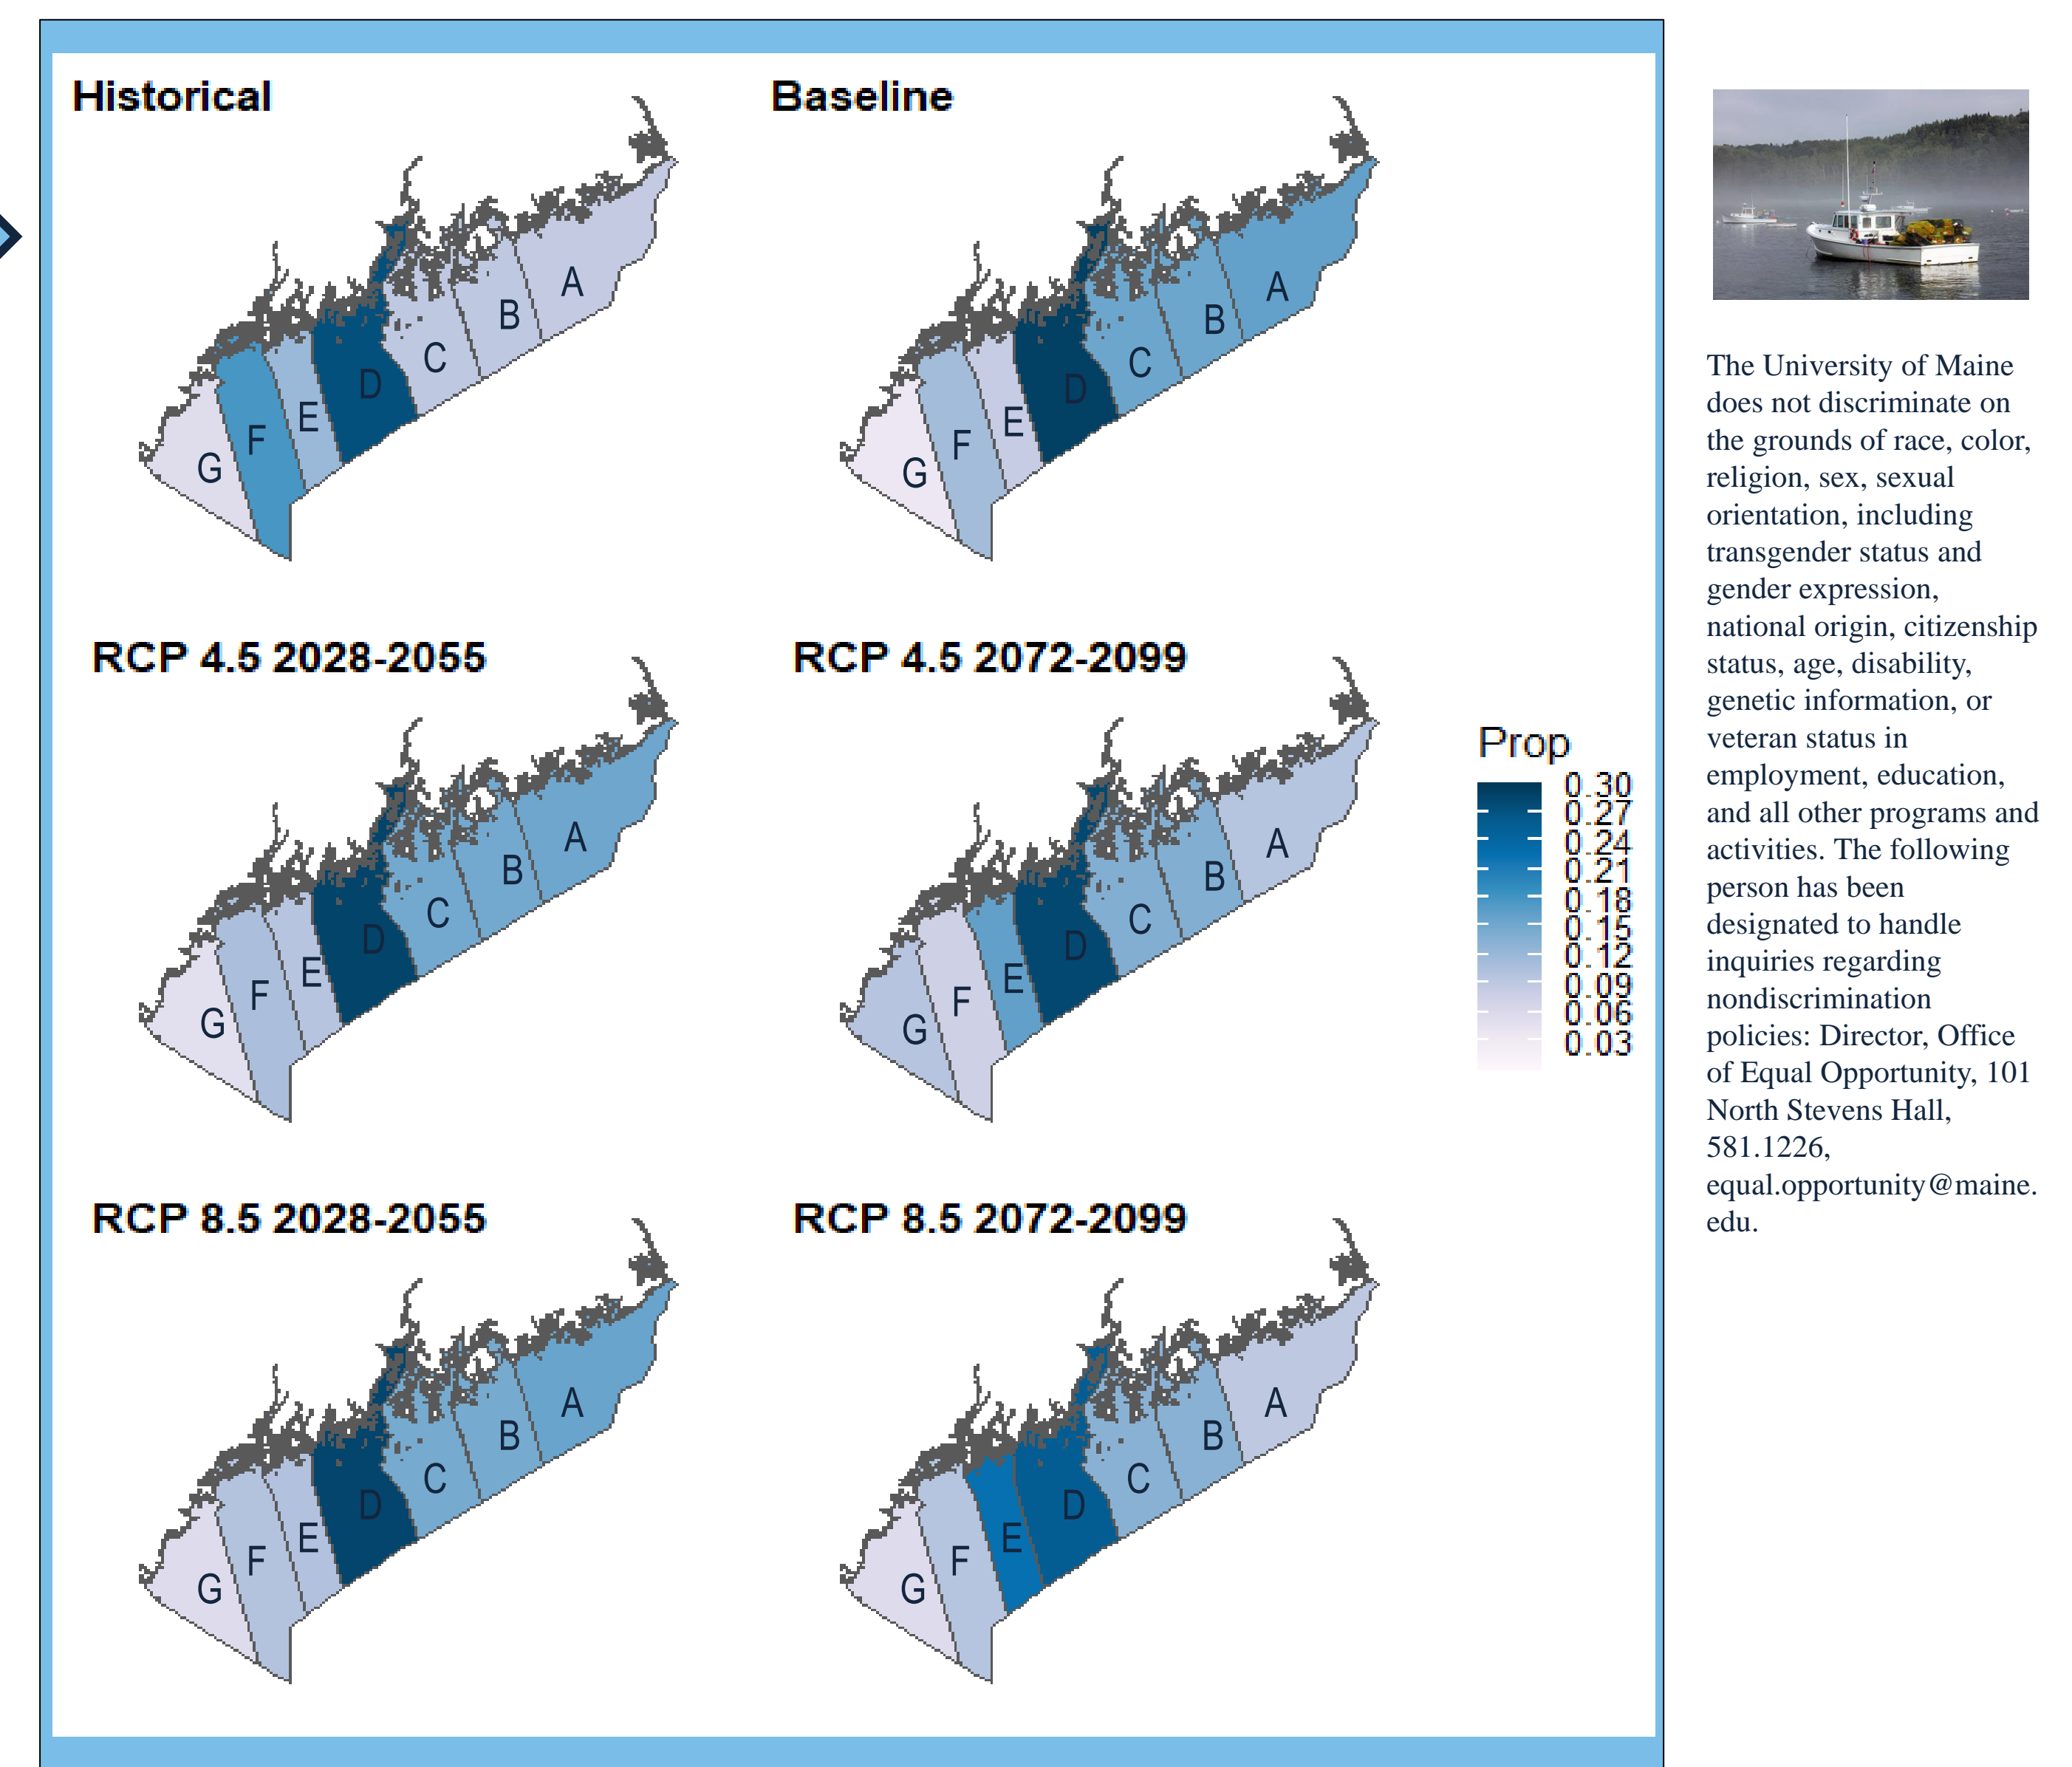 Historical
A
B
C
D
E
F
G
Baseline
A
B
C
D
E
F
G
RCP 4.5 2028-2055
A
B
C
D
E
F
G
RCP 4.5 2072-2099
A
B
C
D
E
F
G
Prop
0.30
0.27
0.24
0.21
0.18
0.15
0.12
0.09
0.06
0.03
RCP 8.5 2028-2055
A
B
C
D
E
F
G
RCP 8.5 2072-2099
A
B
C
D
E
F
G
The University of Maine
does not discriminate on
the grounds of race, color,
religion, sex, sexual
orientation, including
transgender status and
gender expression,
national origin, citizenship
status, age, disability,
genetic information, or
veteran status in
employment, education,
and all other programs and
activities. The following
person has been
designated to handle
inquiries regarding
nondiscrimination
policies: Director, Office
of Equal Opportunity, 101
North Stevens Hall,
581.1226,
equal.opportunity@maine.
edu.